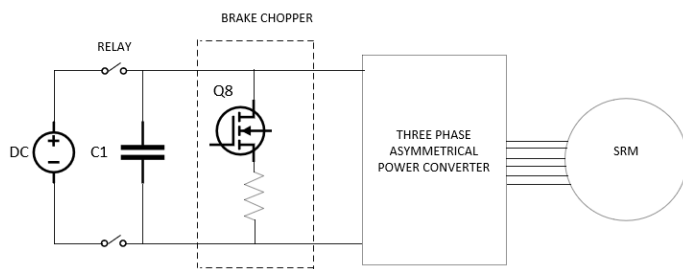 BRAKE CHOPPER
RELAY
Q8
DC
C1
THREE PHASE
ASYMMETRICAL
POWER CONVERTER
SRM